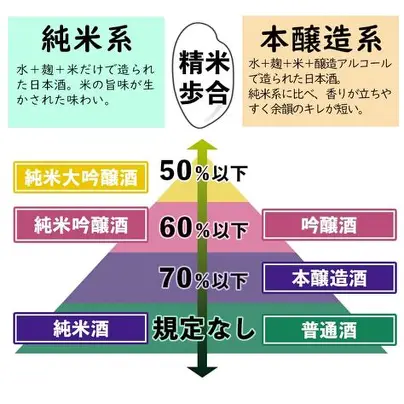 純米系
水＋麹＋米だけで造られ
た日本酒。米の旨味が生
かされた味わい。
精米
歩合
本醸造系
水＋麹＋米＋醸造アルコール
で造られた日本酒。
純米系に比べ、香りが立ちや
すく余韻のキレが短い。
純米大吟醸酒
50%以下
純米吟醸酒
60%以下
吟醸酒
70%以下
本醸造酒
純米酒
規定なし
普通酒